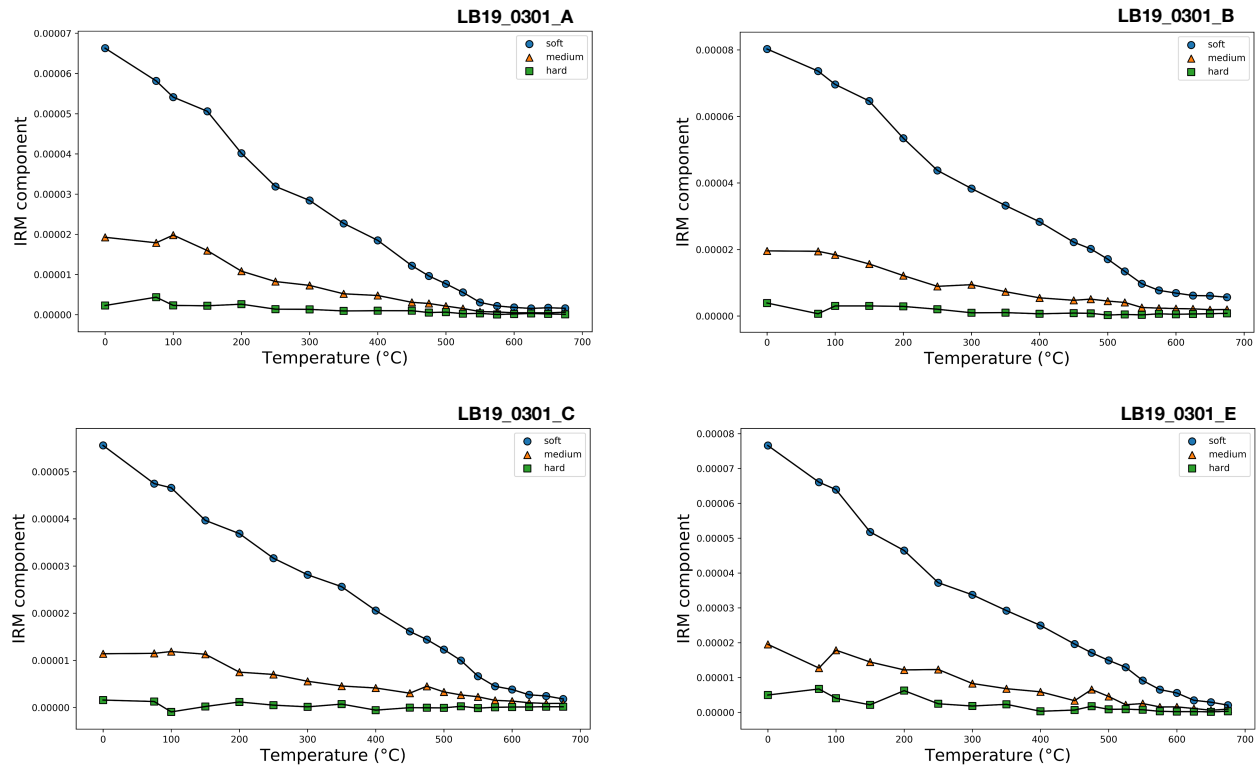 LB19_0301_A
0.00007
0.00006
0.00005
0.00004
0.00003
0.00002
0.00001
0.00000
IRM component
soft
medium
hard
0 100 200 300 400 500 600 700
Temperature (°C)
LB19_0301_B
0.00008
0.00006
0.00004
0.00002
0.00000
IRM component
soft
medium
hard
0 100 200 300 400 500 600 700
Temperature (°C)
LB19_0301_C
0.00005
0.00004
0.00003
0.00002
0.00001
0.00000
IRM component
soft
medium
hard
0 100 200 300 400 500 600 700
Temperature (°C)
LB19_0301_E
0.00008
0.00007
0.00006
0.00005
0.00004
0.00003
0.00002
0.00001
0.00000
IRM component
soft
medium
hard
0 100 200 300 400 500 600 700
Temperature (°C)